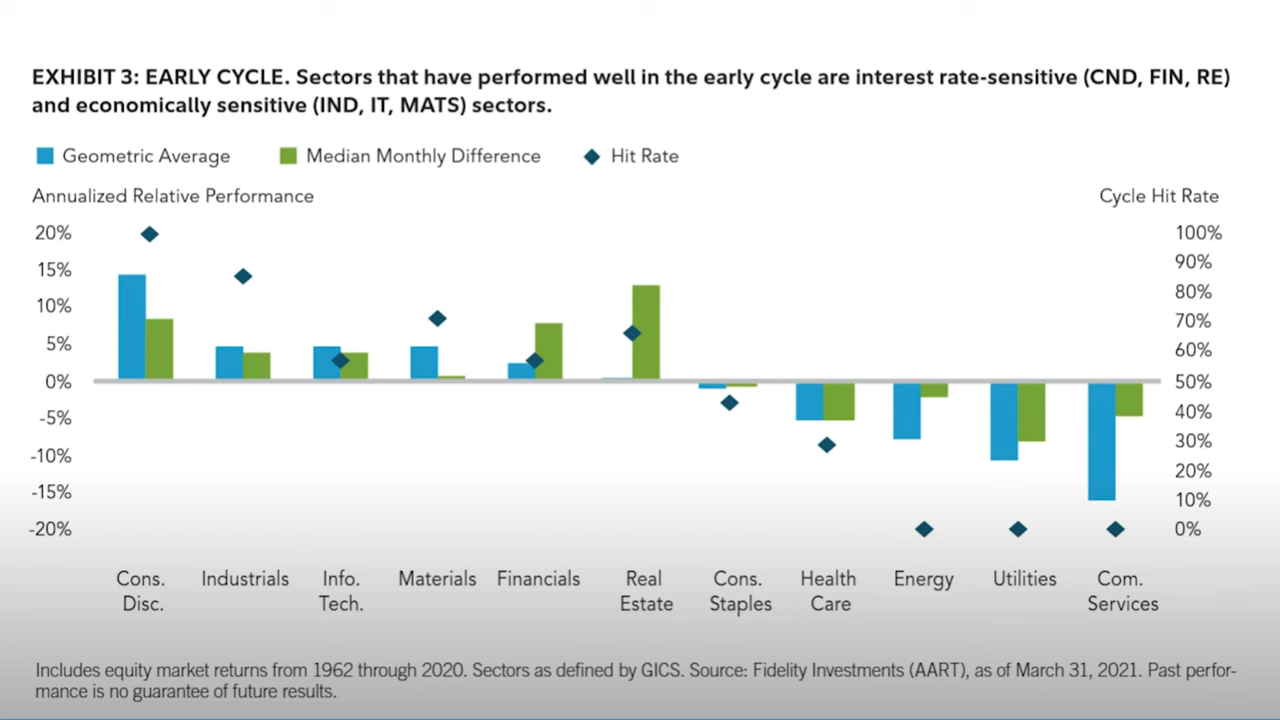 EXHIBIT 3: EARLY CYCLE. Sectors that have performed well in the early cycle are interest rate-sensitive (CND, FIN, RE)
and economically sensitive (IND, IT, MATS) sectors.
Geometric Average
Median Monthly Difference
Hit Rate
Annualized Relative Performance
Cycle Hit Rate
20%
15%
10%
5%
0%
-5%
-10%
-15%
-20%
100%
90%
80%
70%
60%
50%
40%
30%
20%
10%
0%
Cons.
Disc.
Industrials
Info.
Tech.
Materials
Financials
Real
Estate
Cons.
Staples
Health
Care
Energy
Utilities
Com.
Services
Includes equity market returns from 1962 through 2020. Sectors as defined by GICS. Source: Fidelity Investments (AART), as of March 31, 2021. Past perfor-
mance is no guarantee of future results.